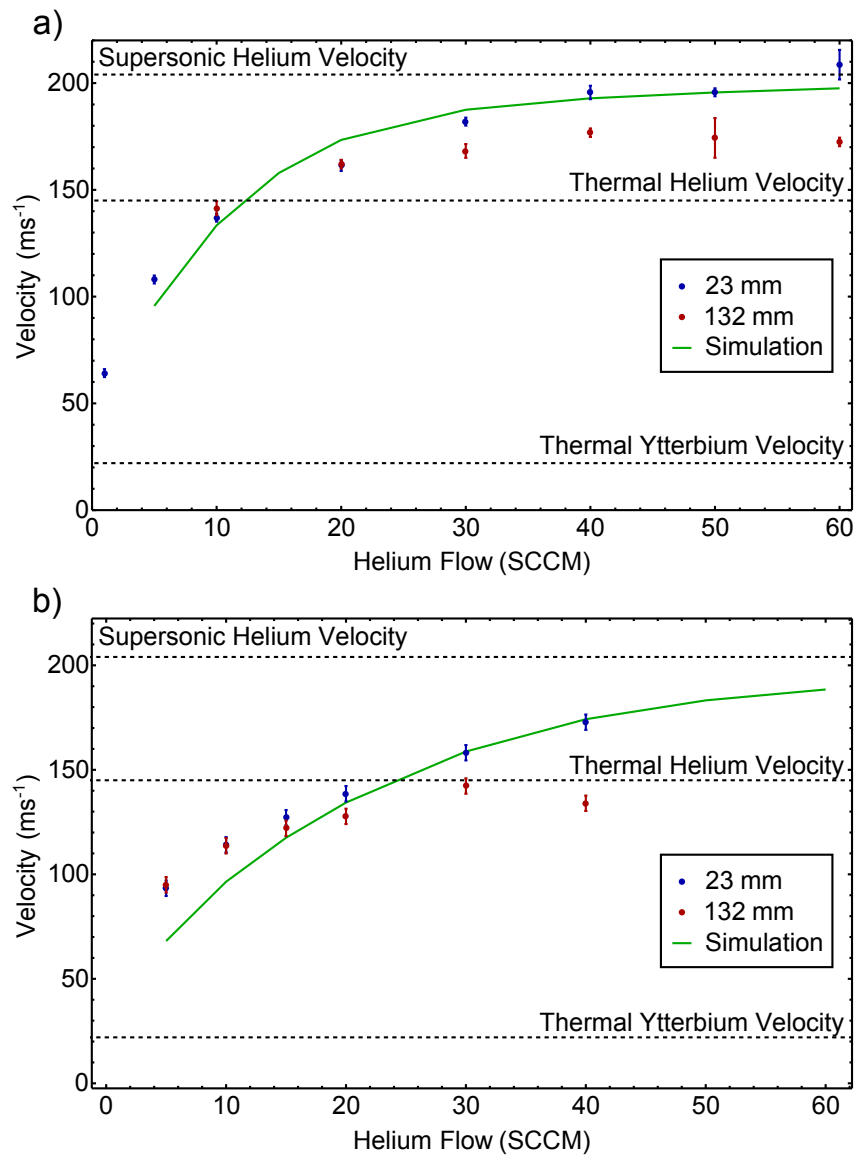 a)
Supersonic Helium Velocity
200
150
Thermal Helium Velocity
Velocity (ms⁻¹)
100
23 mm
132 mm
Simulation
50
Thermal Ytterbium Velocity
0
0 10 20 30 40 50 60
Helium Flow (SCCM)
b)
Supersonic Helium Velocity
200
150
Thermal Helium Velocity
Velocity (ms⁻¹)
100
23 mm
132 mm
Simulation
50
Thermal Ytterbium Velocity
0
0 10 20 30 40 50 60
Helium Flow (SCCM)